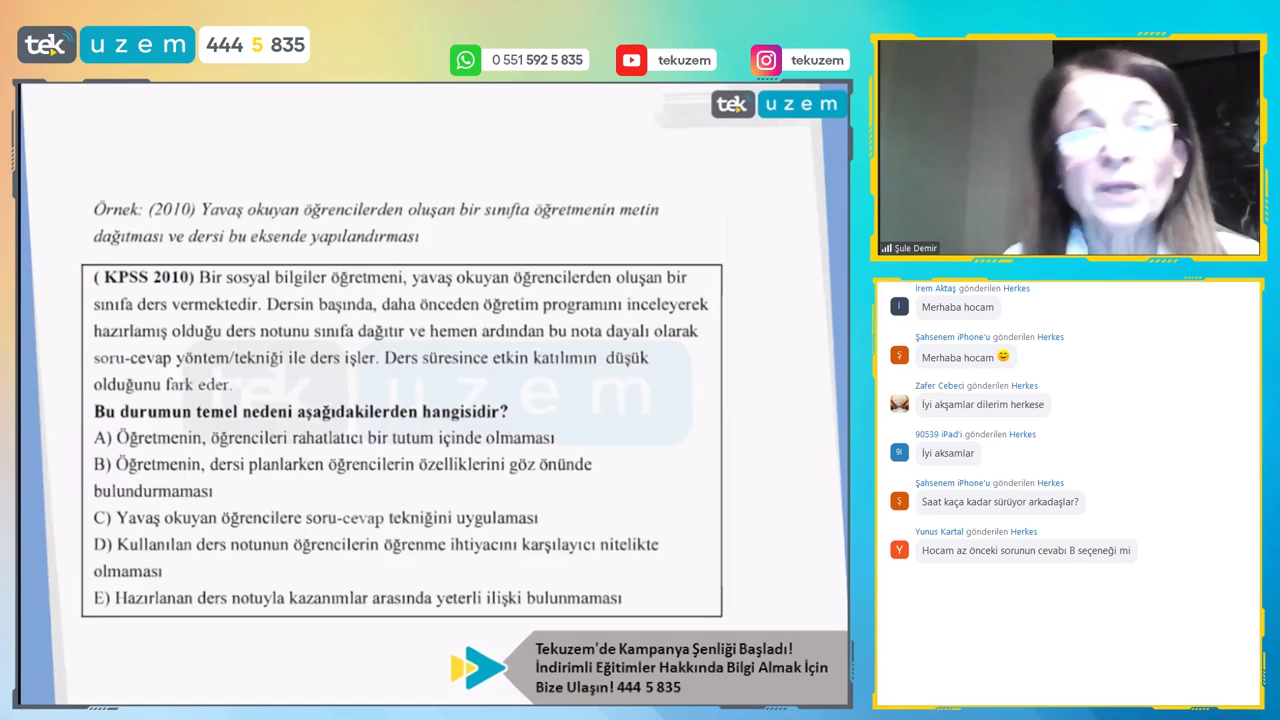 tek uzem 444 5 835
0 551 592 5 835
tekuzem
tekuzem
tek uzem
Örnek: (2010) Yavaş okuyan öğrencilerden oluşan bir sınıfta öğretmenin metin
dağıtması ve dersi bu eksende yapılandırması
( KPSS 2010) Bir sosyal bilgiler öğretmeni, yavaş okuyan öğrencilerden oluşan bir
sınıfa ders vermektedir. Dersin başında, daha önceden öğretim programını inceleyerek
hazırlamış olduğu ders notunu sınıfa dağıtır ve hemen ardından bu nota dayalı olarak
soru-cevap yöntem/tekniği ile ders işler. Ders süresince etkin katılımın düşük
olduğunu fark eder.
tek uzem
Bu durumun temel nedeni aşağıdakilerden hangisidir?
A) Öğretmenin, öğrencileri rahatlatıcı bir tutum içinde olmaması
B) Öğretmenin, dersi planlarken öğrencilerin özelliklerini göz önünde
bulundurmaması
C) Yavaş okuyan öğrencilere soru-cevap tekniğini uygulaması
D) Kullanılan ders notunun öğrencilerin öğrenme ihtiyacını karşılayıcı nitelikte
olmaması
E) Hazırlanan ders notuyla kazanımlar arasında yeterli ilişki bulunmaması
Tekuzem'de Kampanya Şenliği Başladı!
İndirimli Eğitimler Hakkında Bilgi Almak İçin
Bize Ulaşın! 444 5 835
Şule Demir
İrem Aktaş gönderilen Herkes
İ
Merhaba hocam
Şahsenem iPhone'u gönderilen Herkes
Ş
Merhaba hocam 😊
Zafer Cebeci gönderilen Herkes
İyi akşamlar dilerim herkese
90539 iPad'i gönderilen Herkes
9İ
İyi aksamlar
Şahsenem iPhone'u gönderilen Herkes
Ş
Saat kaça kadar sürüyor arkadaşlar?
Yunus Kartal gönderilen Herkes
Y
Hocam az önceki sorunun cevabı B seçeneği mi